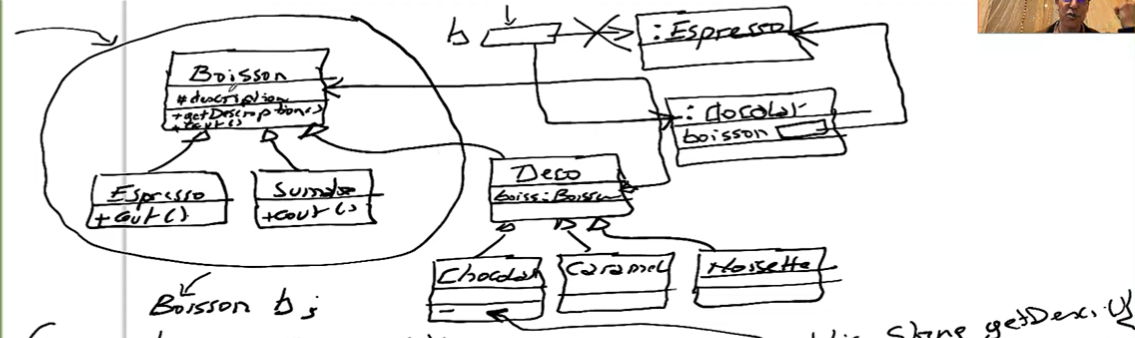 b
: Espresso
Boisson
# description
+ getDescription()
+ cout()
: Chocolat
boisson
Deco
boiss : Boisson
Espresso
+ cout()
Sumatra
+ cout()
Chocolat
-
Caramel
Noisette
Boisson b ;
String getDesc.()